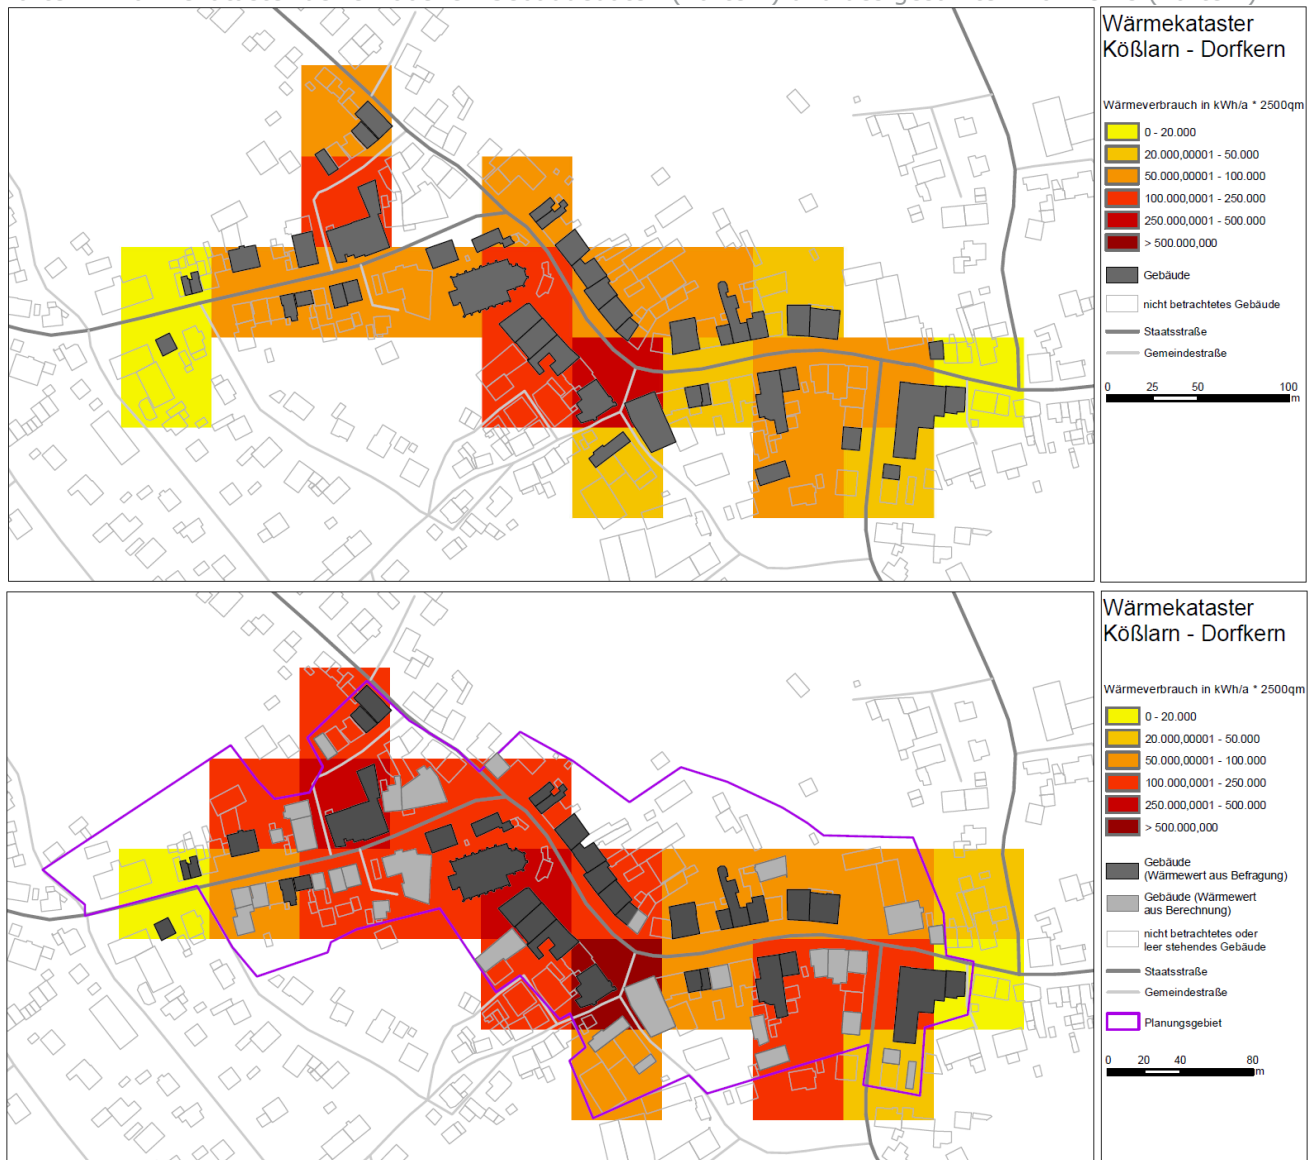 Wärmekataster
Kößlarn - Dorfkern
Wärmeverbrauch in kWh/a * 2500qm
0 - 20.000
20.000,00001 - 50.000
50.000,00001 - 100.000
100.000,0001 - 250.000
250.000,0001 - 500.000
> 500.000,000
Gebäude
nicht betrachtetes Gebäude
Staatsstraße
Gemeindestraße
0 25 50 100
m
Wärmekataster
Kößlarn - Dorfkern
Wärmeverbrauch in kWh/a * 2500qm
0 - 20.000
20.000,00001 - 50.000
50.000,00001 - 100.000
100.000,0001 - 250.000
250.000,0001 - 500.000
> 500.000,000
Gebäude
(Wärmewert aus Befragung)
Gebäude (Wärmewert
aus Berechnung)
nicht betrachtetes oder
leer stehendes Gebäude
Staatsstraße
Gemeindestraße
Planungsgebiet
0 20 40 80
m